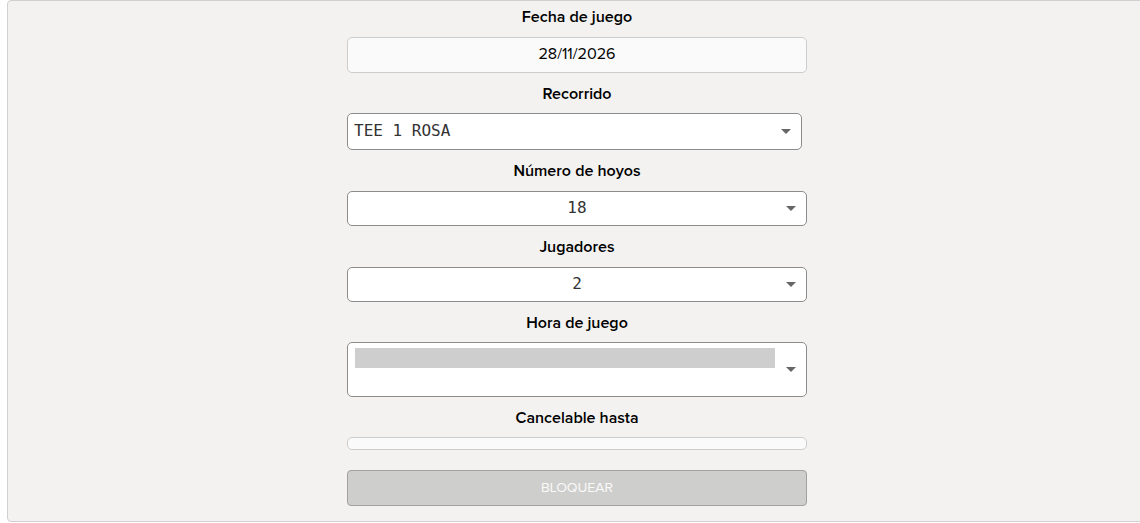 Fecha de juego
28/11/2026
Recorrido
TEE 1 ROSA
Número de hoyos
18
Jugadores
2
Hora de juego
Cancelable hasta
BLOQUEAR